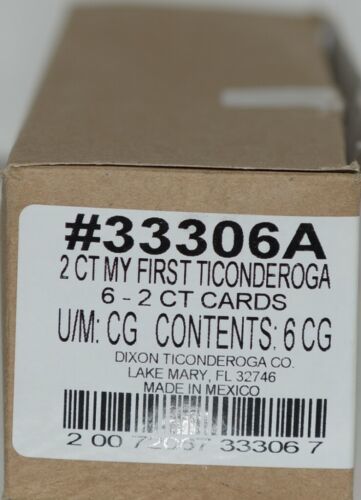 #33306A
2 CT MY FIRST TICONDEROGA
6 - 2 CT CARDS
U/M: CG CONTENTS: 6 CG
DIXON TICONDEROGA CO.
LAKE MARY, FL 32746
MADE IN MEXICO
2 00 72067 33306 7